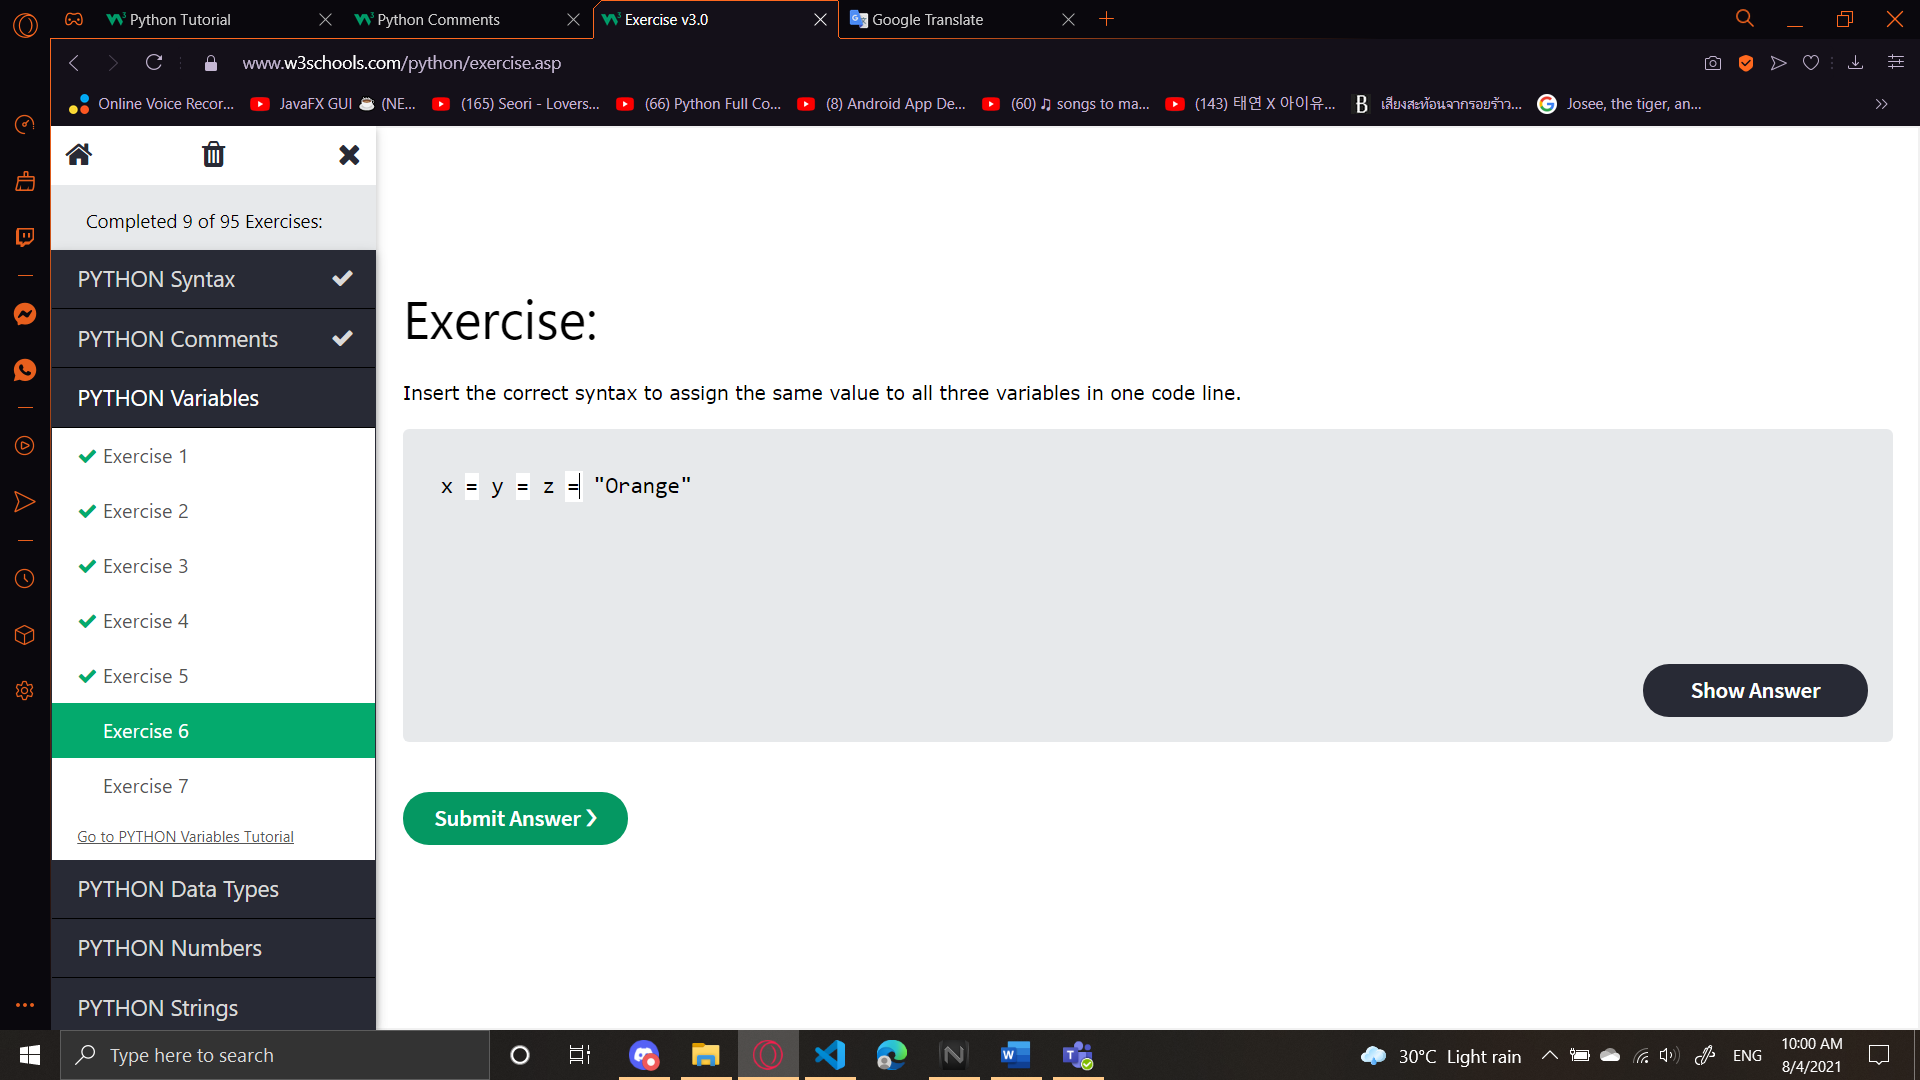 Python Tutorial
Python Comments
Exercise v3.0
Google Translate
www.w3schools.com/python/exercise.asp
Online Voice Recor...
JavaFX GUI ☕ (NE...
(165) Seori - Lovers...
(66) Python Full Co...
(8) Android App De...
(60) ♫ songs to ma...
(143) 태연 X 아이유...
เสียงสะท้อนจากรอยร้าว...
Josee, the tiger, an...
Completed 9 of 95 Exercises:
PYTHON Syntax
PYTHON Comments
PYTHON Variables
Exercise 1
Exercise 2
Exercise 3
Exercise 4
Exercise 5
Exercise 6
Exercise 7
Go to PYTHON Variables Tutorial
PYTHON Data Types
PYTHON Numbers
PYTHON Strings
Exercise:
Insert the correct syntax to assign the same value to all three variables in one code line.
x = y = z = "Orange"
Show Answer
Submit Answer ❯
Type here to search
30°C Light rain
ENG
10:00 AM
8/4/2021